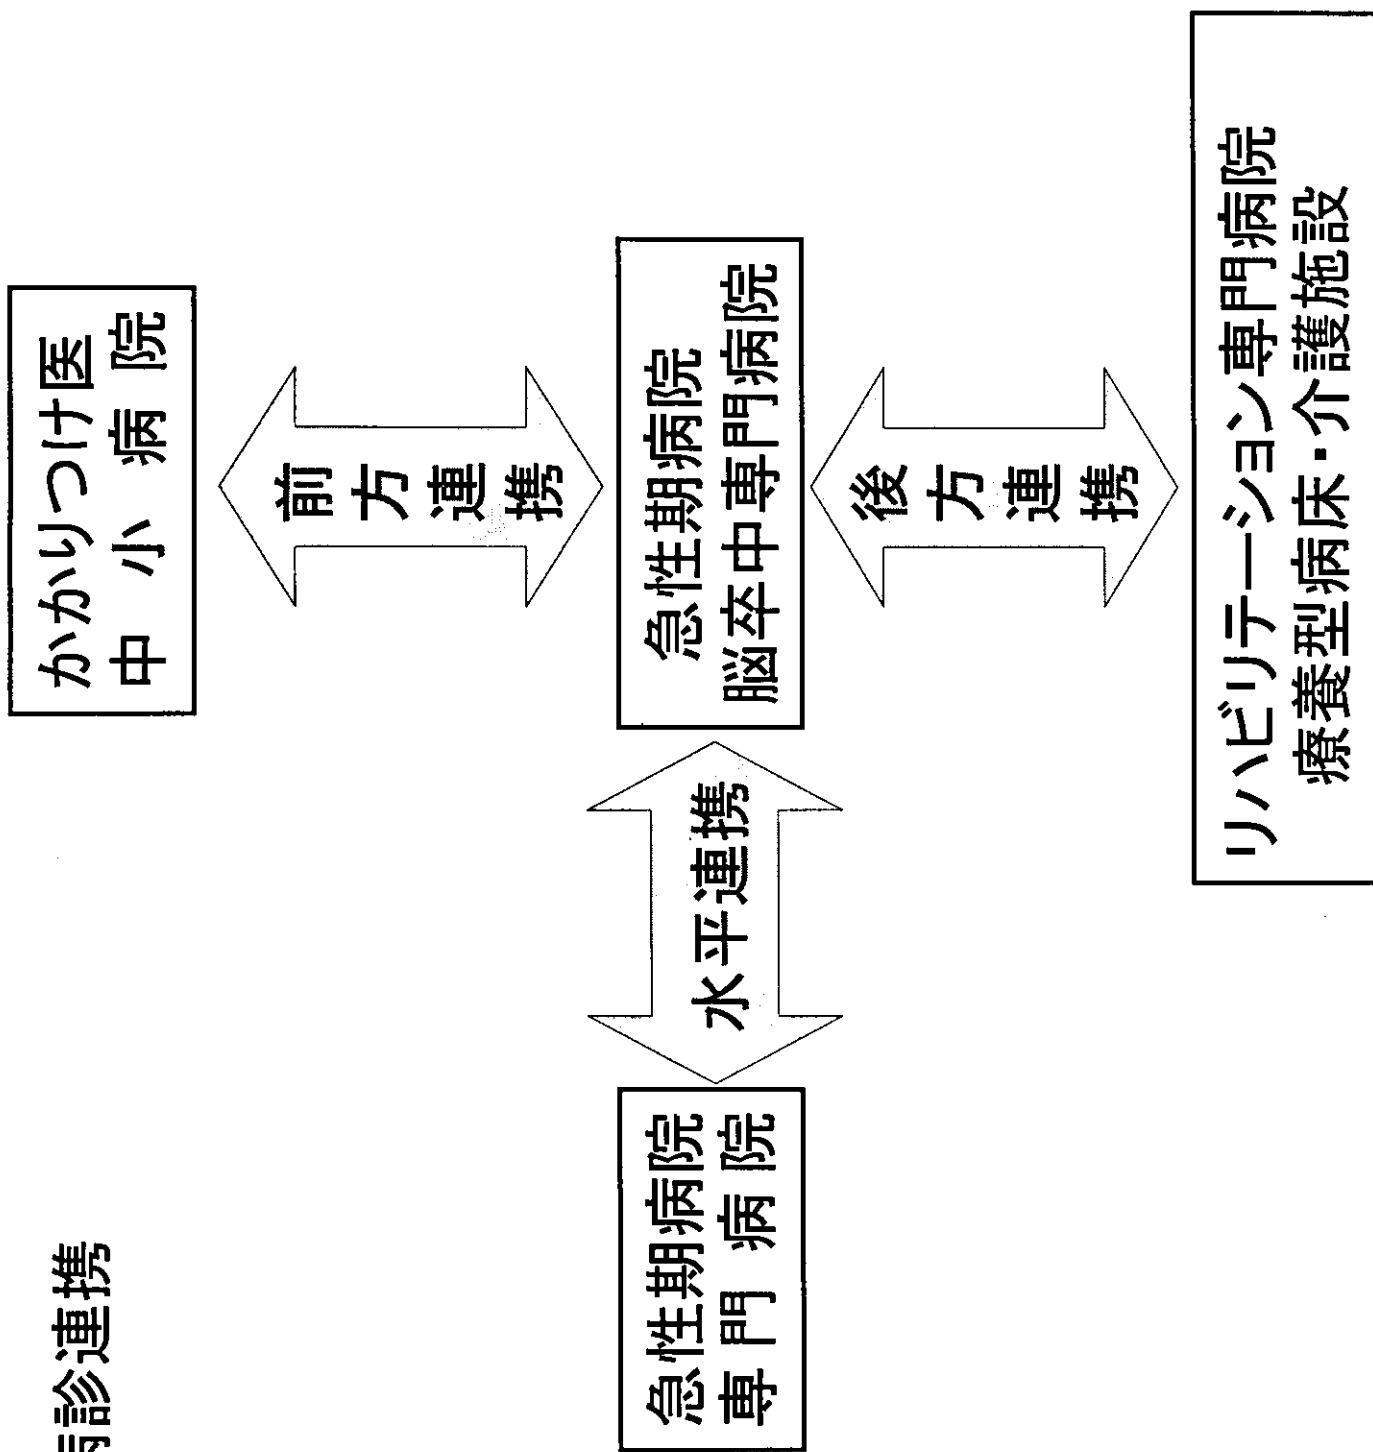 診連携
かかりつけ医
中小病院
前方連携
急性期病院
専門病院
水平連携
急性期病院
脳卒中専門病院
後方連携
リハビリテーション専門病院
療養型病床・介護施設